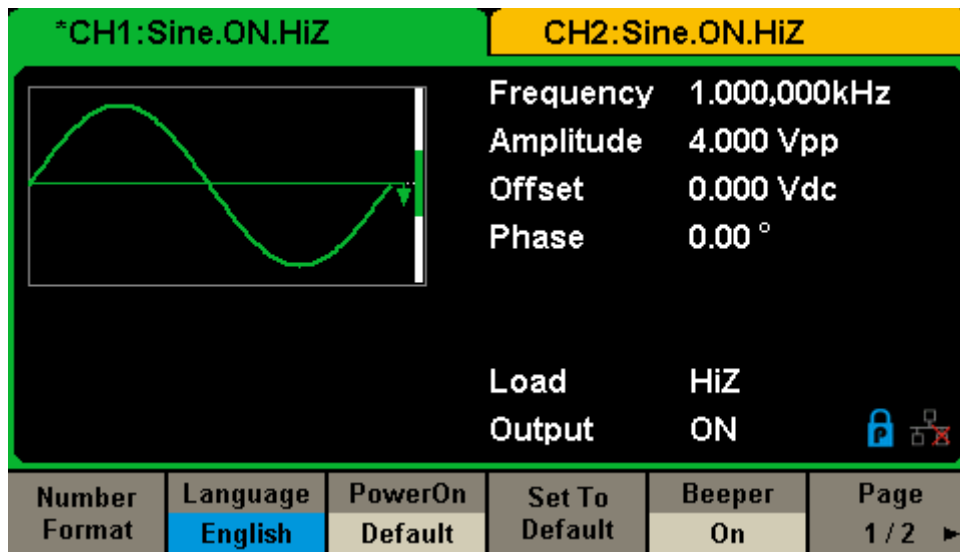 *CH1:Sine.ON.HiZ
CH2:Sine.ON.HiZ
Frequency 1.000,000kHz
Amplitude 4.000 Vpp
Offset 0.000 Vdc
Phase 0.00 °
Load HiZ
Output ON
P
Number Format
Language English
PowerOn Default
Set To Default
Beeper On
Page 1 / 2 ►